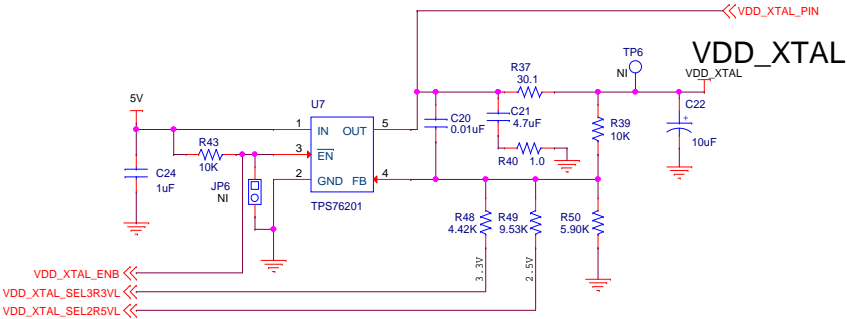 VDD_XTAL_PIN
TP6
VDD_XTAL
R37
30.1
NI
VDD_XTAL
5V
U7
C20
0.01uF
C21
4.7uF
C22
+
10uF
R39
10K
1 IN OUT 5
R43
10K
3 EN
R40 1.0
C24
1uF
JP6
NI
2 GND FB 4
TPS76201
R48
4.42K
R49
9.53K
R50
5.90K
3.3V
2.5V
VDD_XTAL_ENB
VDD_XTAL_SEL3R3VL
VDD_XTAL_SEL2R5VL